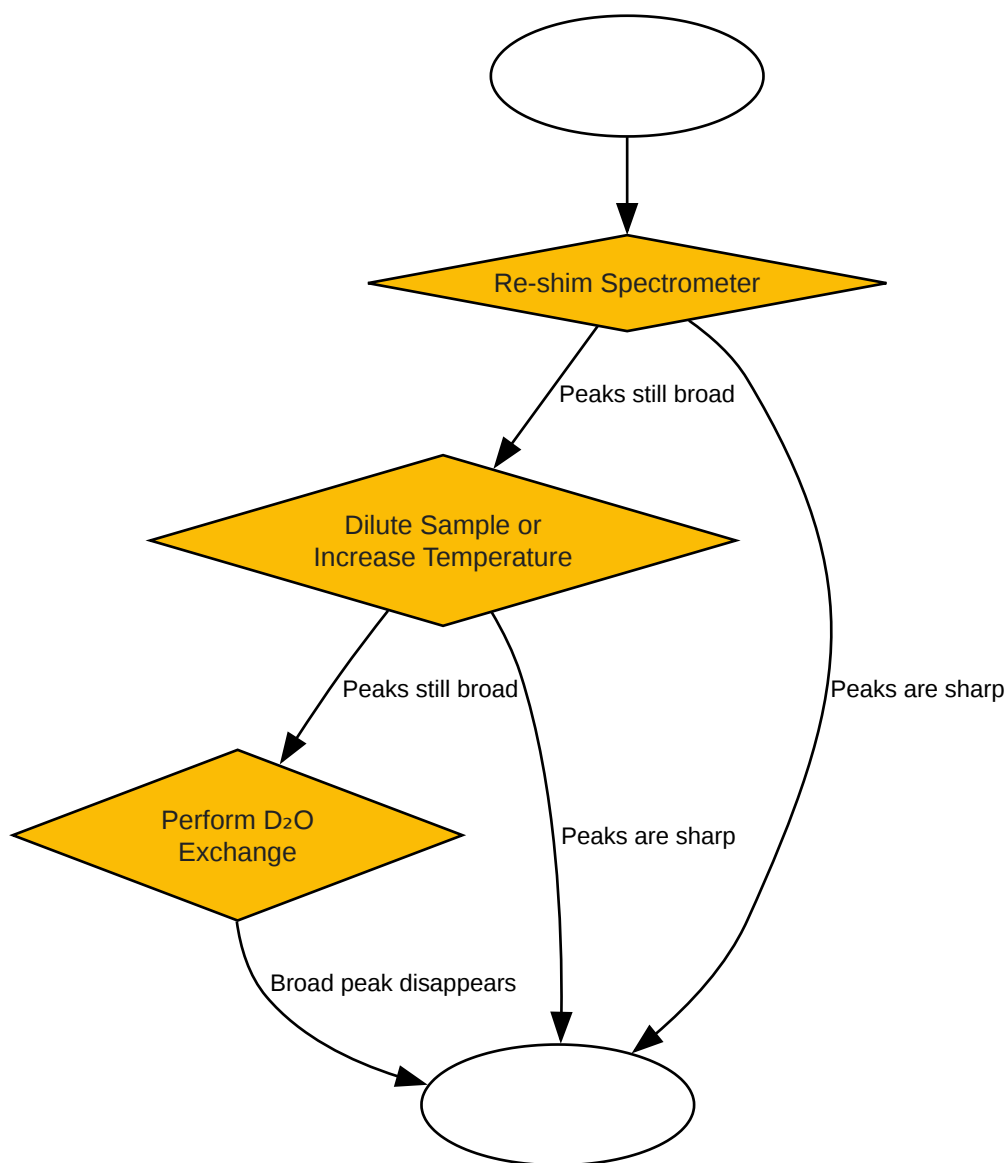 Re-shim Spectrometer
Peaks still broad
Dilute Sample or
Increase Temperature
Peaks still broad
Peaks are sharp
Perform D₂O
Exchange
Peaks are sharp
Broad peak disappears